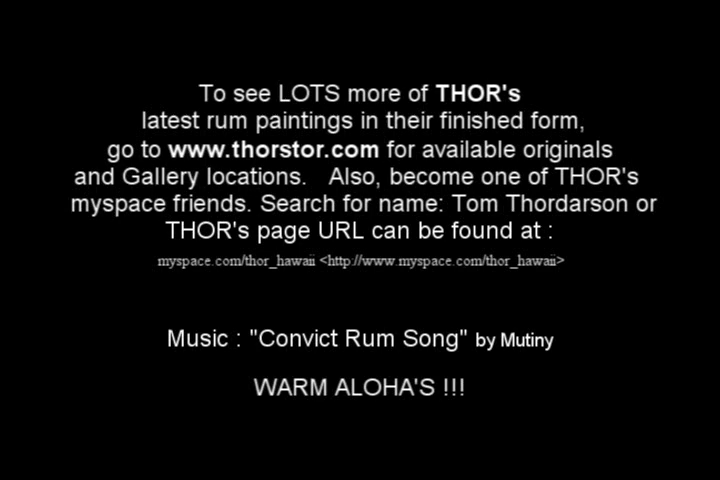 To see LOTS more of THOR's
latest rum paintings in their finished form,
go to www.thorstor.com for available originals
and Gallery locations.   Also, become one of THOR's
myspace friends. Search for name: Tom Thordarson or
THOR's page URL can be found at :
myspace.com/thor_hawaii <http://www.myspace.com/thor_hawaii>
Music : "Convict Rum Song" by Mutiny
WARM ALOHA'S !!!